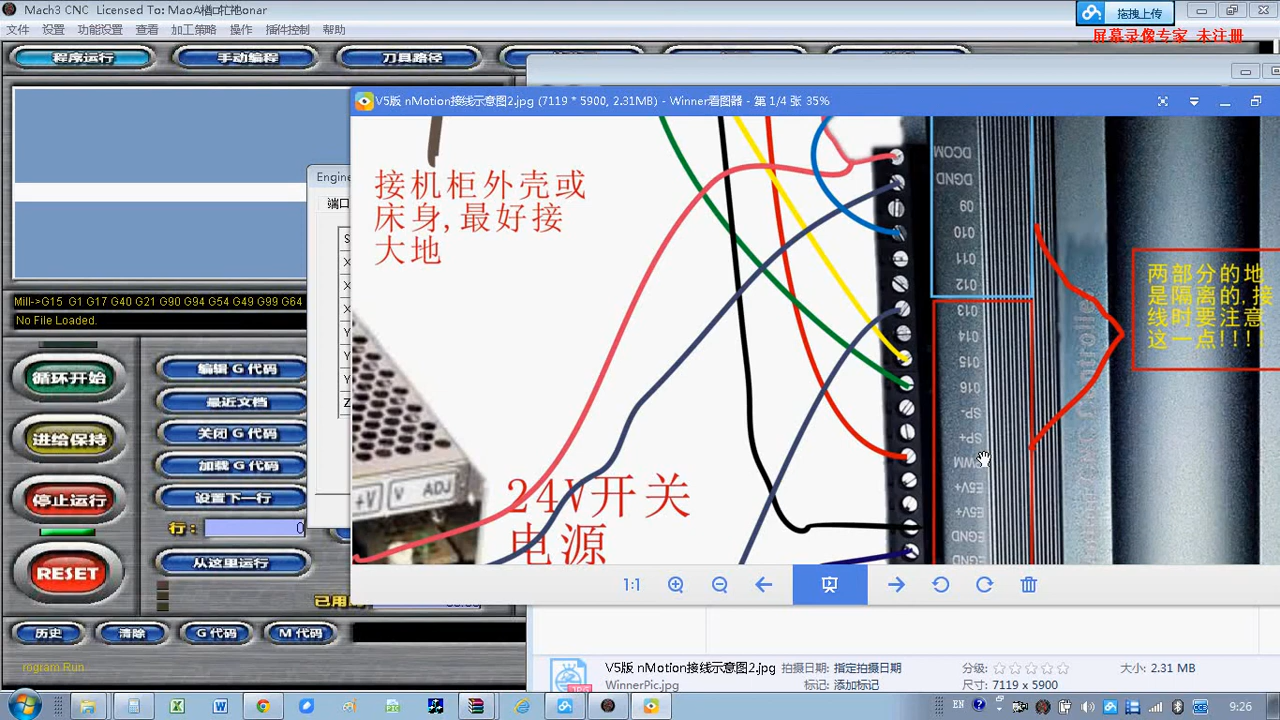 Mach3 CNC Licensed To: 
拖拽上传
文件 设置 功能设置 查看 加工策略 操作 插件控制 帮助
屏幕录像专家 未注册
程序运行 手动编程 刀具路径
V5版 nMotion接线示意图2.jpg (7119 * 5900, 2.31MB) - Winner看图器 - 第 1/4 张 35%
接机柜外壳或
床身,最好接
大地
DCOM
DGND
09
010
011
012
013
014
015
016
SP-
SP+
E5V+
E5V+
EGND
EGND
两部分的地
是隔离的,接
线时要注意
这一点!!!!
Engine
端口
S
X
X
Y
Y
Y
Z
Mill->G15 G1 G17 G40 G21 G90 G94 G54 G49 G99 G64
No File Loaded.
循环开始
进给保持
停止运行
RESET
编辑 G 代码
最近文档
关闭 G 代码
加载 G 代码
设置下一行
行: 0
从这里运行
已用
+V V ADJ
24V开关
电源
1:1
历史 清除 G 代码 M 代码
rogram Run
V5版 nMotion接线示意图2.jpg 拍摄日期: 指定拍摄日期 分级: 大小: 2.31 MB
WinnerPic.jpg 标记: 添加标记 尺寸: 7119 x 5900
EN 9:26